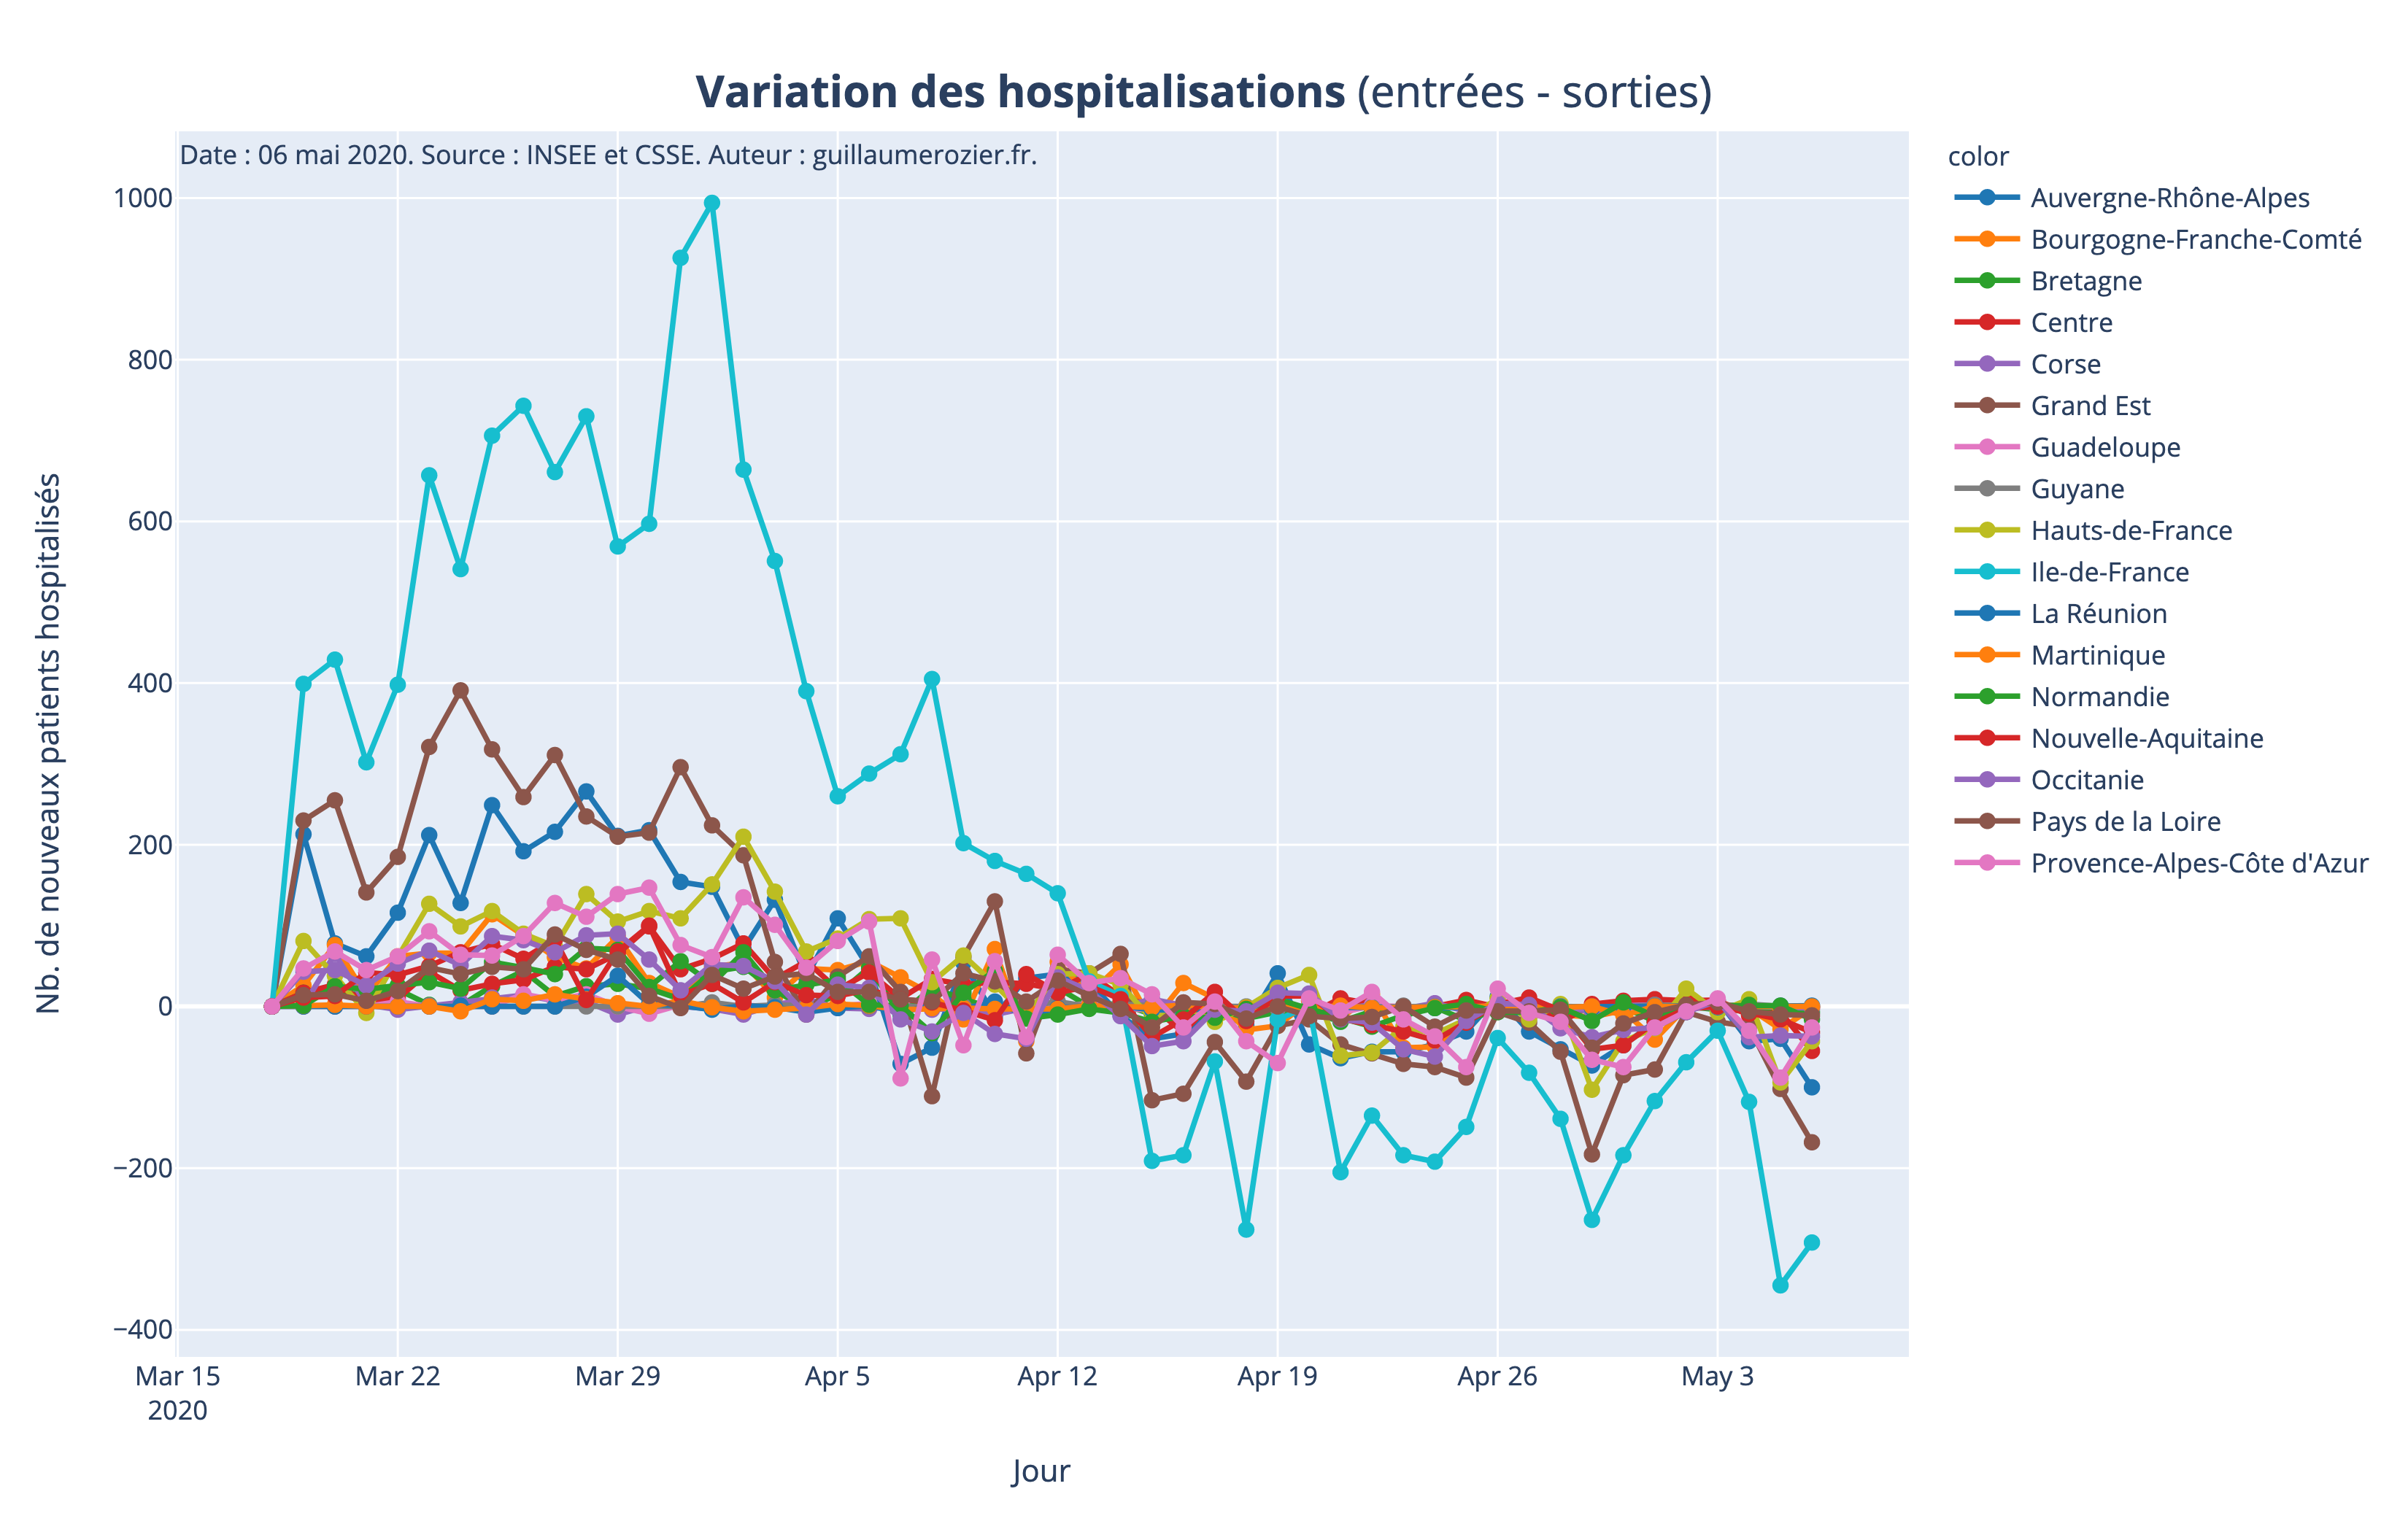 Variation des hospitalisations (entrées - sorties)
Date : 06 mai 2020. Source : INSEE et CSSE. Auteur : guillaumerozier.fr.
Nb. de nouveaux patients hospitalisés
1000
800
600
400
200
0
−200
−400
Mar 15
2020
Mar 22
Mar 29
Apr 5
Apr 12
Apr 19
Apr 26
May 3
Jour
color
Auvergne-Rhône-Alpes
Bourgogne-Franche-Comté
Bretagne
Centre
Corse
Grand Est
Guadeloupe
Guyane
Hauts-de-France
Ile-de-France
La Réunion
Martinique
Normandie
Nouvelle-Aquitaine
Occitanie
Pays de la Loire
Provence-Alpes-Côte d'Azur